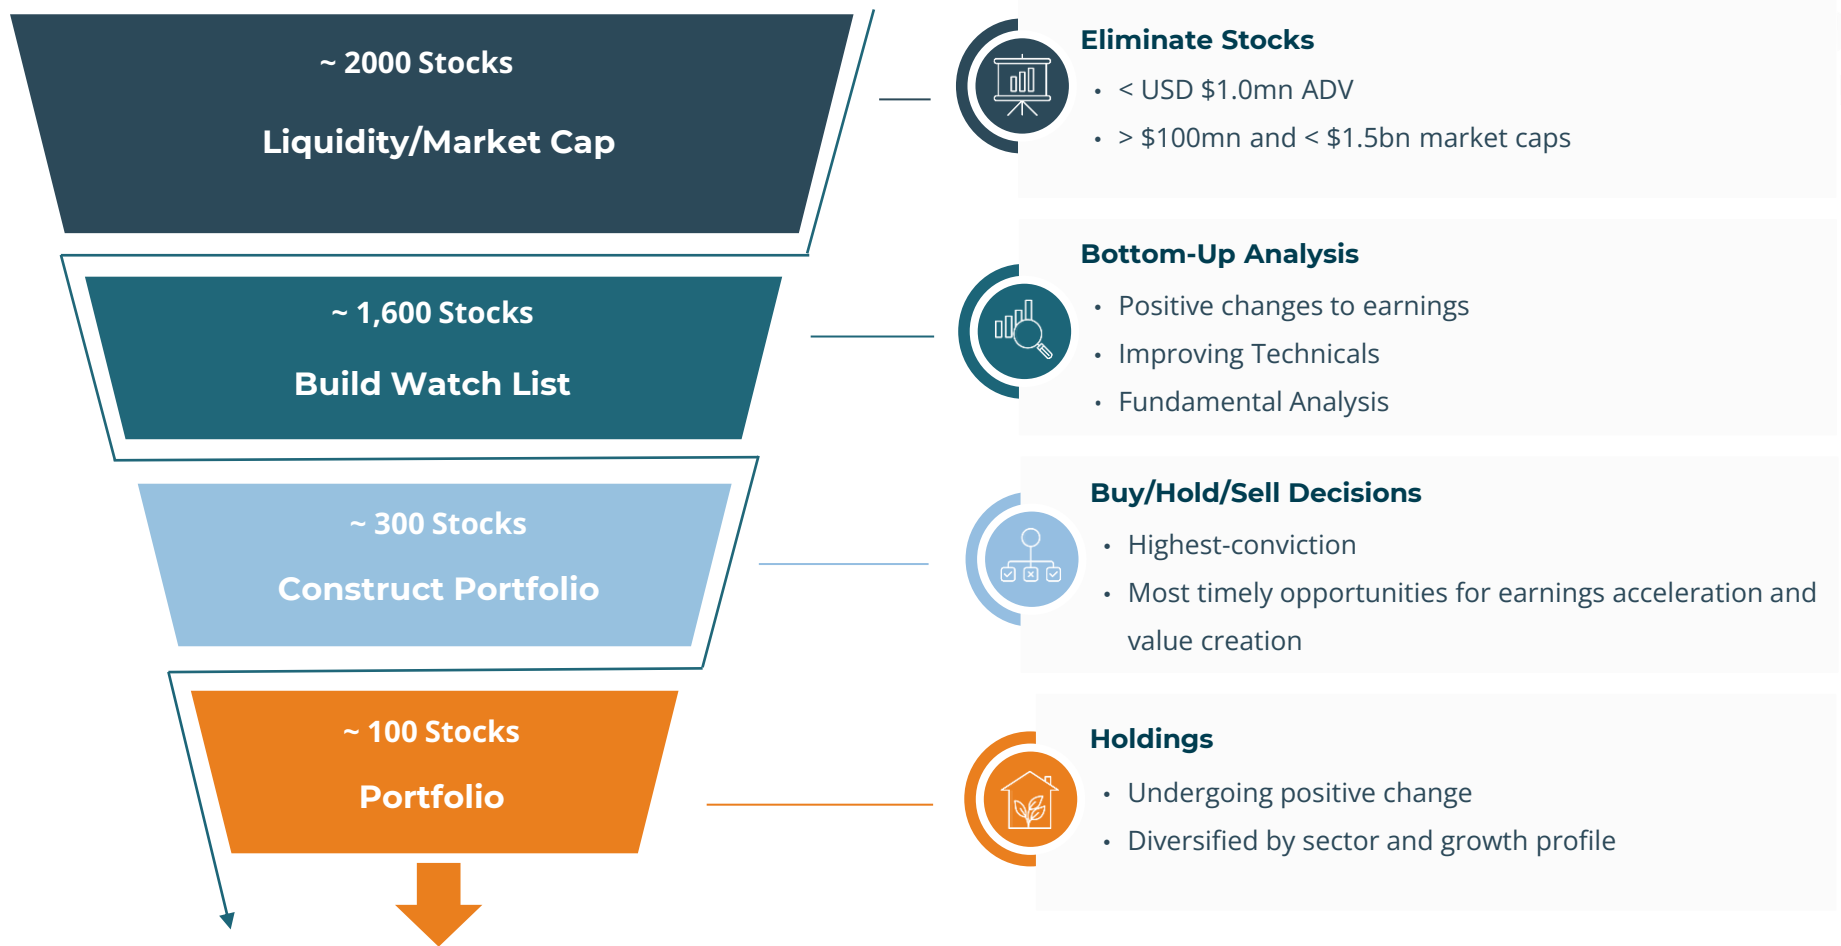 ~ 2000 Stocks
Liquidity/Market Cap
Eliminate Stocks
• < USD $1.0mn ADV
• > $100mn and < $1.5bn market caps
~ 1,600 Stocks
Build Watch List
Bottom-Up Analysis
• Positive changes to earnings
• Improving Technicals
• Fundamental Analysis
~ 300 Stocks
Construct Portfolio
Buy/Hold/Sell Decisions
• Highest-conviction
• Most timely opportunities for earnings acceleration and
value creation
~ 100 Stocks
Portfolio
Holdings
• Undergoing positive change
• Diversified by sector and growth profile